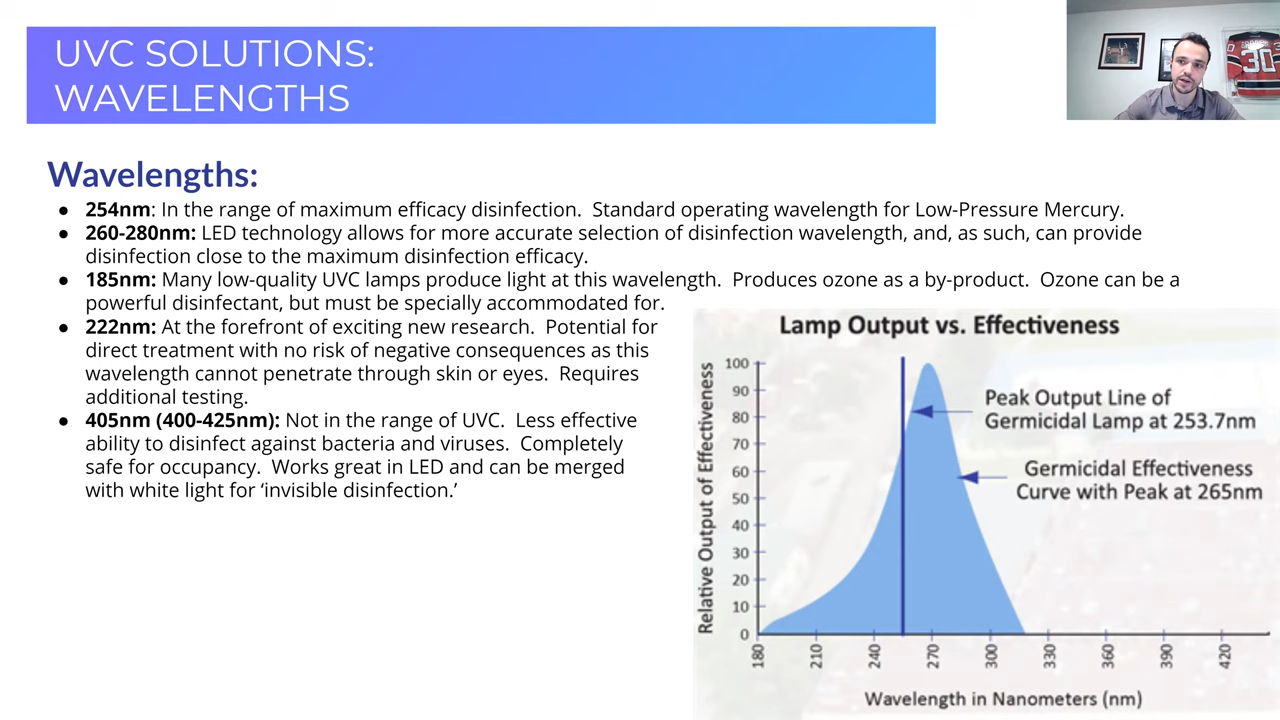 UVC SOLUTIONS:
WAVELENGTHS
30
Wavelengths:
● 254nm: In the range of maximum efficacy disinfection.  Standard operating wavelength for Low-Pressure Mercury.
● 260-280nm: LED technology allows for more accurate selection of disinfection wavelength, and, as such, can provide
disinfection close to the maximum disinfection efficacy.
● 185nm: Many low-quality UVC lamps produce light at this wavelength.  Produces ozone as a by-product.  Ozone can be a
powerful disinfectant, but must be specially accommodated for.
● 222nm: At the forefront of exciting new research.  Potential for
direct treatment with no risk of negative consequences as this
wavelength cannot penetrate through skin or eyes.  Requires
additional testing.
● 405nm (400-425nm): Not in the range of UVC.  Less effective
ability to disinfect against bacteria and viruses.  Completely
safe for occupancy.  Works great in LED and can be merged
with white light for ‘invisible disinfection.’
Lamp Output vs. Effectiveness
Relative Output of Effectiveness
100
90
80
70
60
50
40
30
20
10
0
Peak Output Line of
Germicidal Lamp at 253.7nm
Germicidal Effectiveness
Curve with Peak at 265nm
180 210 240 270 300 330 360 390 420
Wavelength in Nanometers (nm)